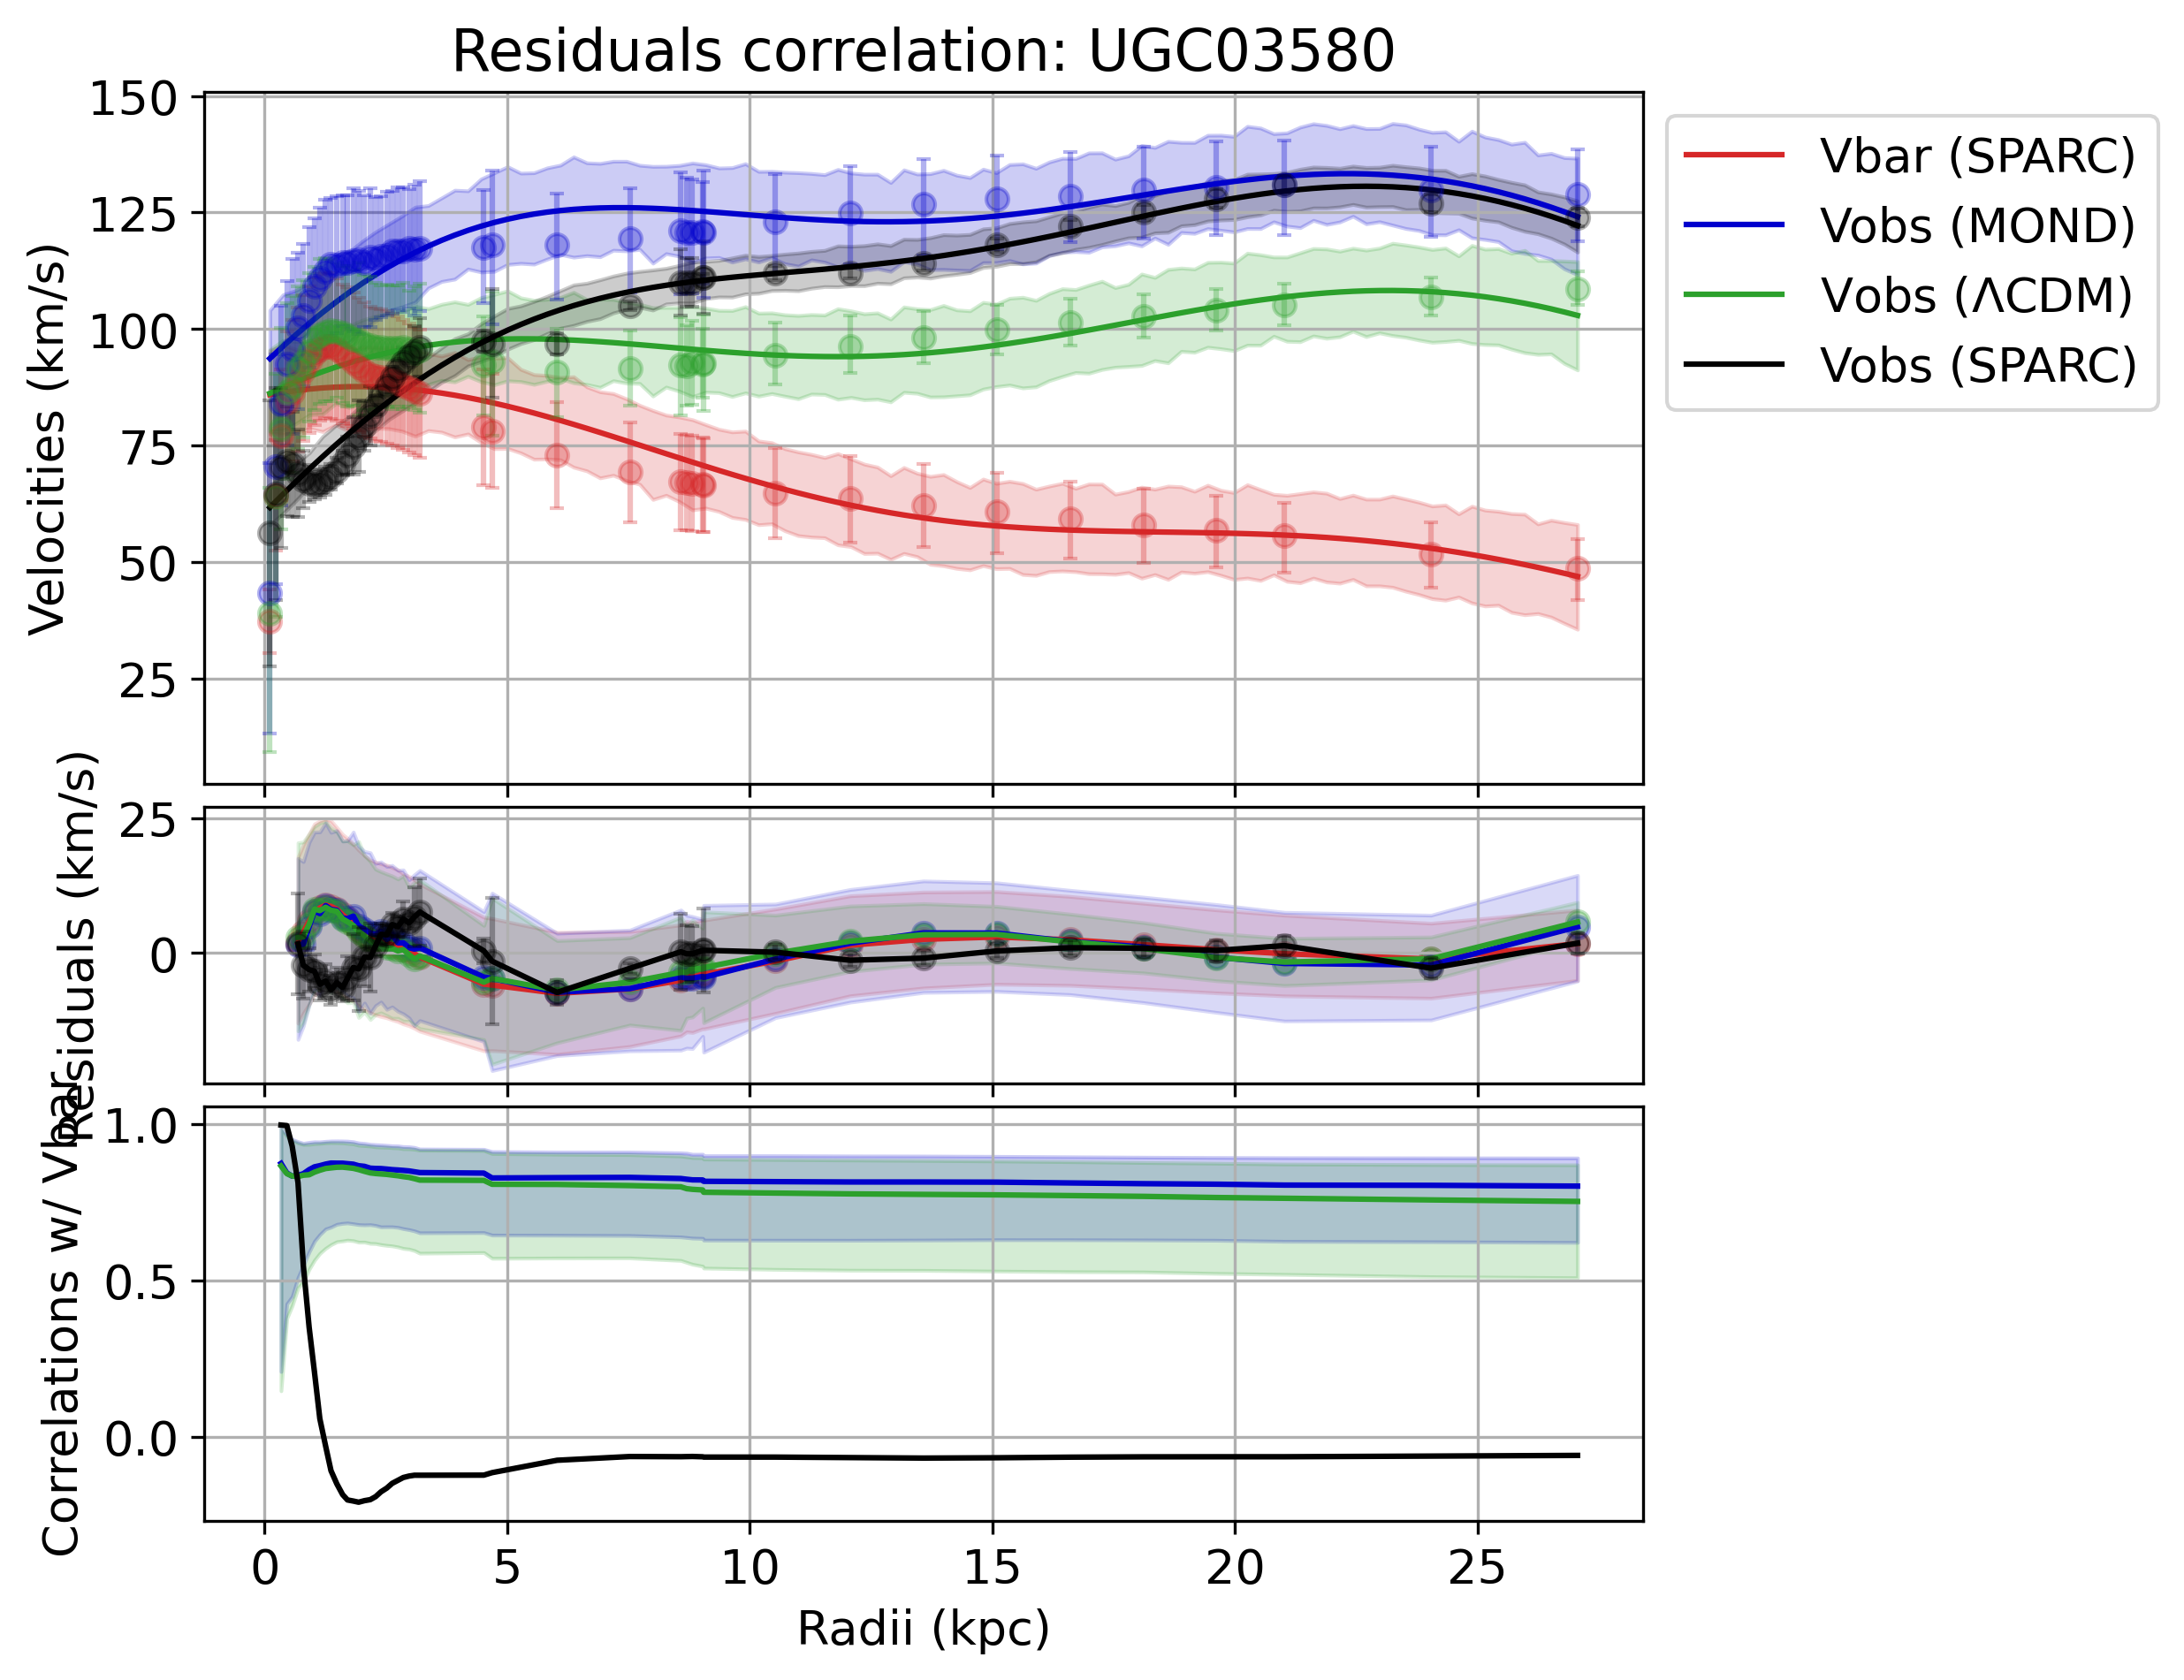 Residuals correlation: UGC03580
150
125
100
75
50
25
Velocities (km/s)
Vbar (SPARC)
Vobs (MOND)
Vobs (ΛCDM)
Vobs (SPARC)
25
0
Residuals (km/s)
1.0
0.5
0.0
Correlations w/ Vbar
0 5 10 15 20 25
Radii (kpc)